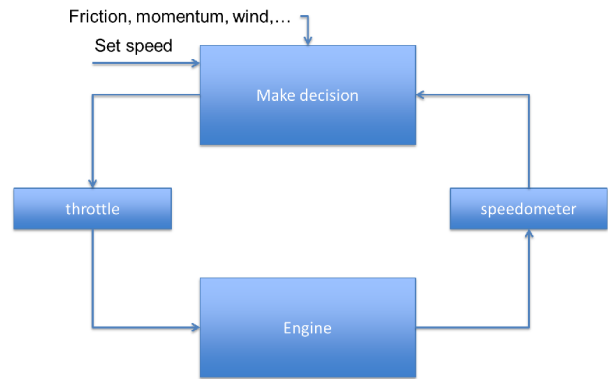 Friction, momentum, wind,...
Set speed
Make decision
throttle
speedometer
Engine